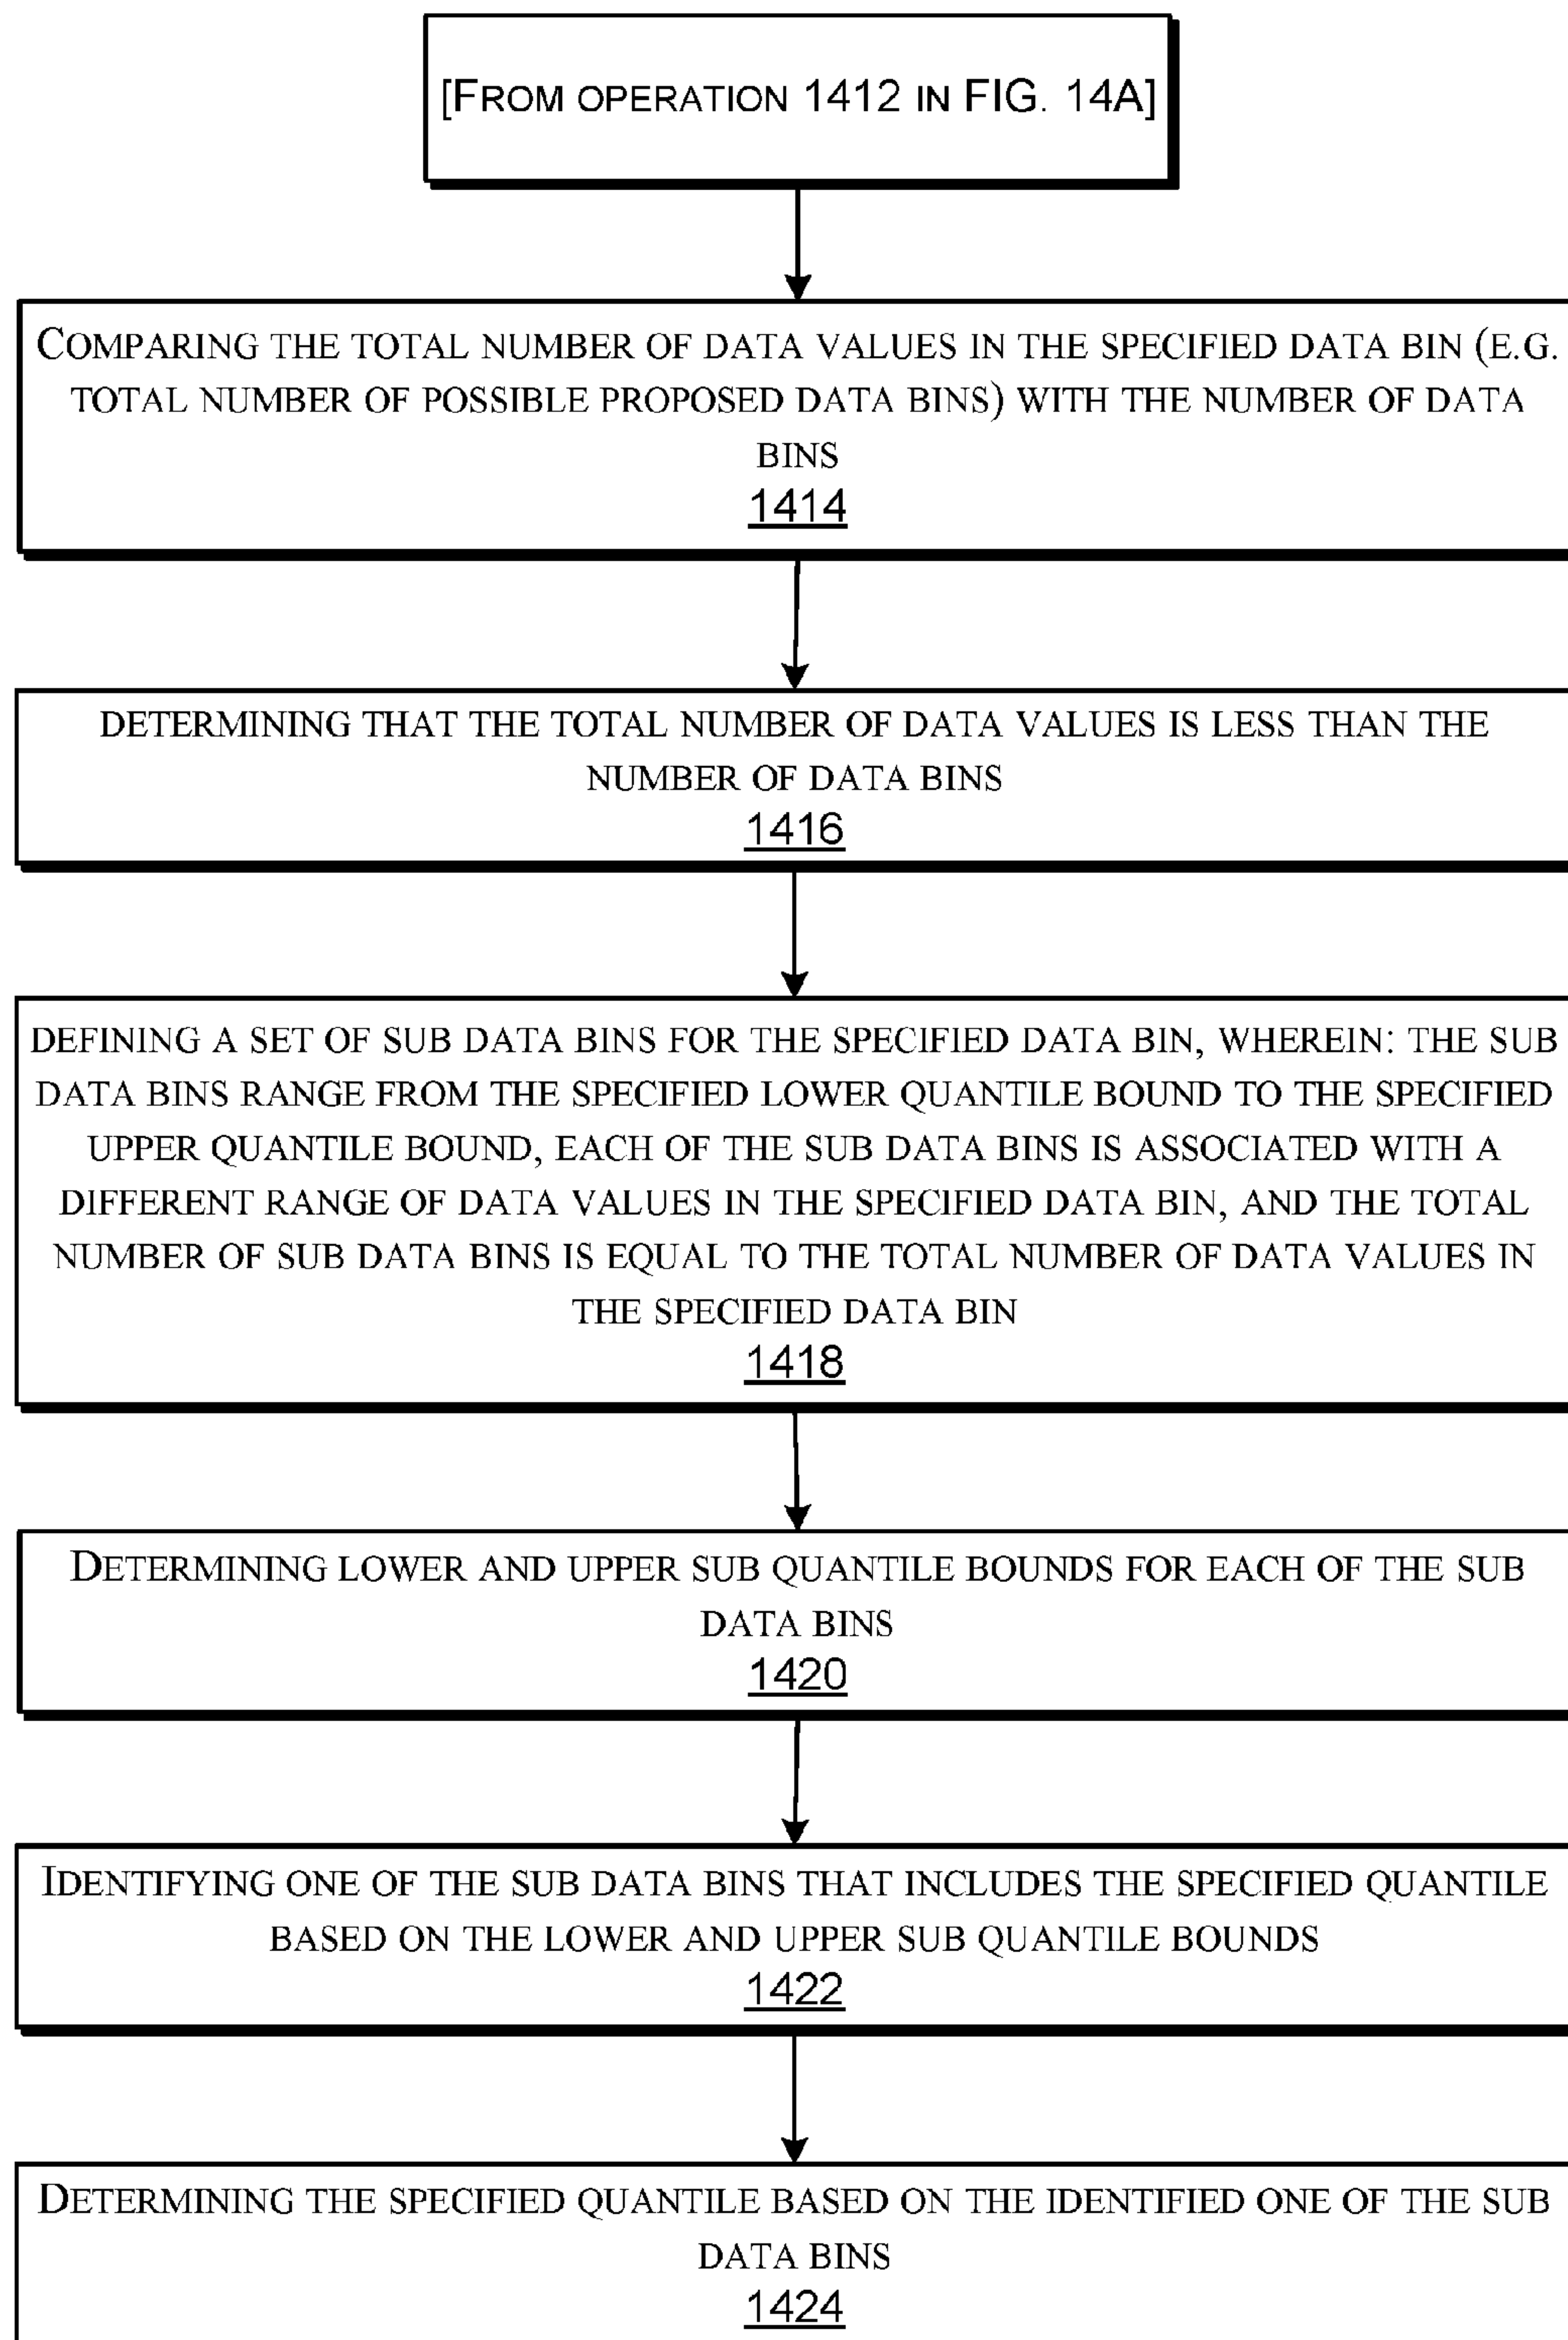 [FROM OPERATION 1412 IN FIG. 14A]
COMPARING THE TOTAL NUMBER OF DATA VALUES IN THE SPECIFIED DATA BIN (E.G.
TOTAL NUMBER OF POSSIBLE PROPOSED DATA BINS) WITH THE NUMBER OF DATA
BINS
1414
DETERMINING THAT THE TOTAL NUMBER OF DATA VALUES IS LESS THAN THE
NUMBER OF DATA BINS
1416
DEFINING A SET OF SUB DATA BINS FOR THE SPECIFIED DATA BIN, WHEREIN: THE SUB
DATA BINS RANGE FROM THE SPECIFIED LOWER QUANTILE BOUND TO THE SPECIFIED
UPPER QUANTILE BOUND, EACH OF THE SUB DATA BINS IS ASSOCIATED WITH A
DIFFERENT RANGE OF DATA VALUES IN THE SPECIFIED DATA BIN, AND THE TOTAL
NUMBER OF SUB DATA BINS IS EQUAL TO THE TOTAL NUMBER OF DATA VALUES IN
THE SPECIFIED DATA BIN
1418
DETERMINING LOWER AND UPPER SUB QUANTILE BOUNDS FOR EACH OF THE SUB
DATA BINS
1420
IDENTIFYING ONE OF THE SUB DATA BINS THAT INCLUDES THE SPECIFIED QUANTILE
BASED ON THE LOWER AND UPPER SUB QUANTILE BOUNDS
1422
DETERMINING THE SPECIFIED QUANTILE BASED ON THE IDENTIFIED ONE OF THE SUB
DATA BINS
1424